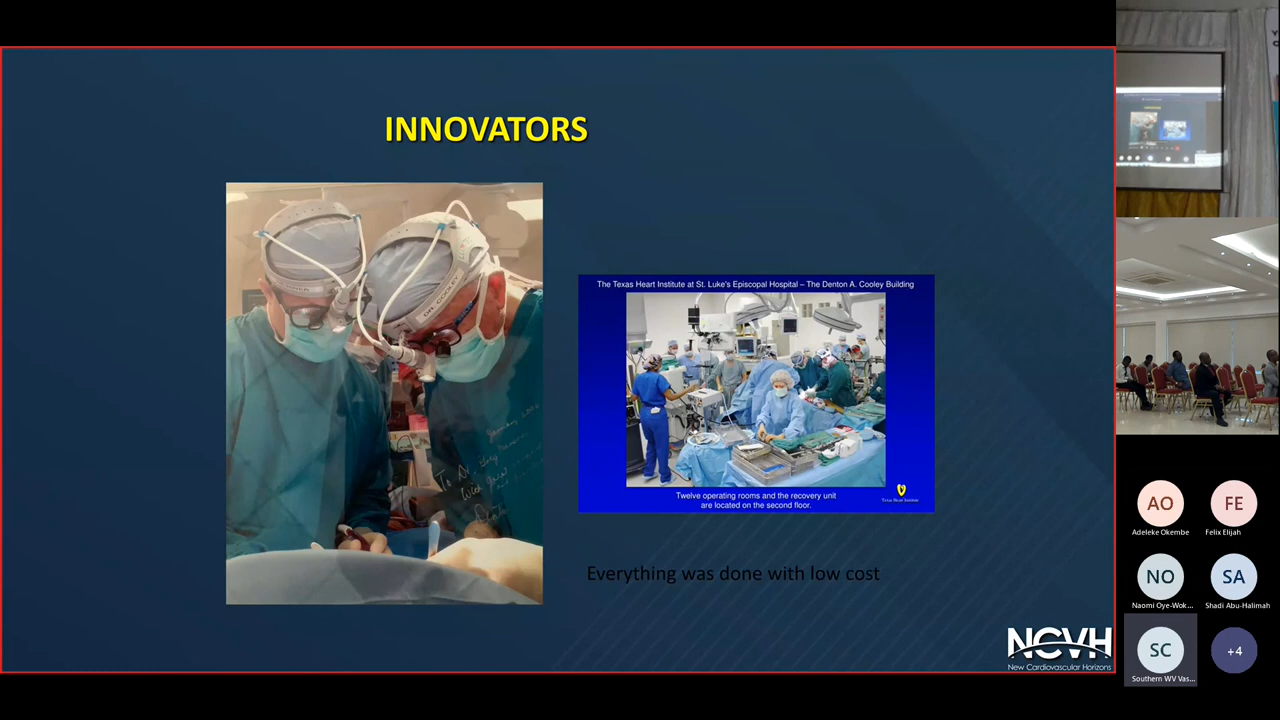 INNOVATORS
DR. COOLEY
The Texas Heart Institute at St. Luke's Episcopal Hospital – The Denton A. Cooley Building
Twelve operating rooms and the recovery unit
are located on the second floor.
Texas Heart Institute
Everything was done with low cost
NCVH
New Cardiovascular Horizons
AO
FE
Adeleke Okembe
Felix Elijah
NO
SA
Naomi Oye-Wok...
Shadi Abu-Halimah
SC
+4
Southern WV Vas...